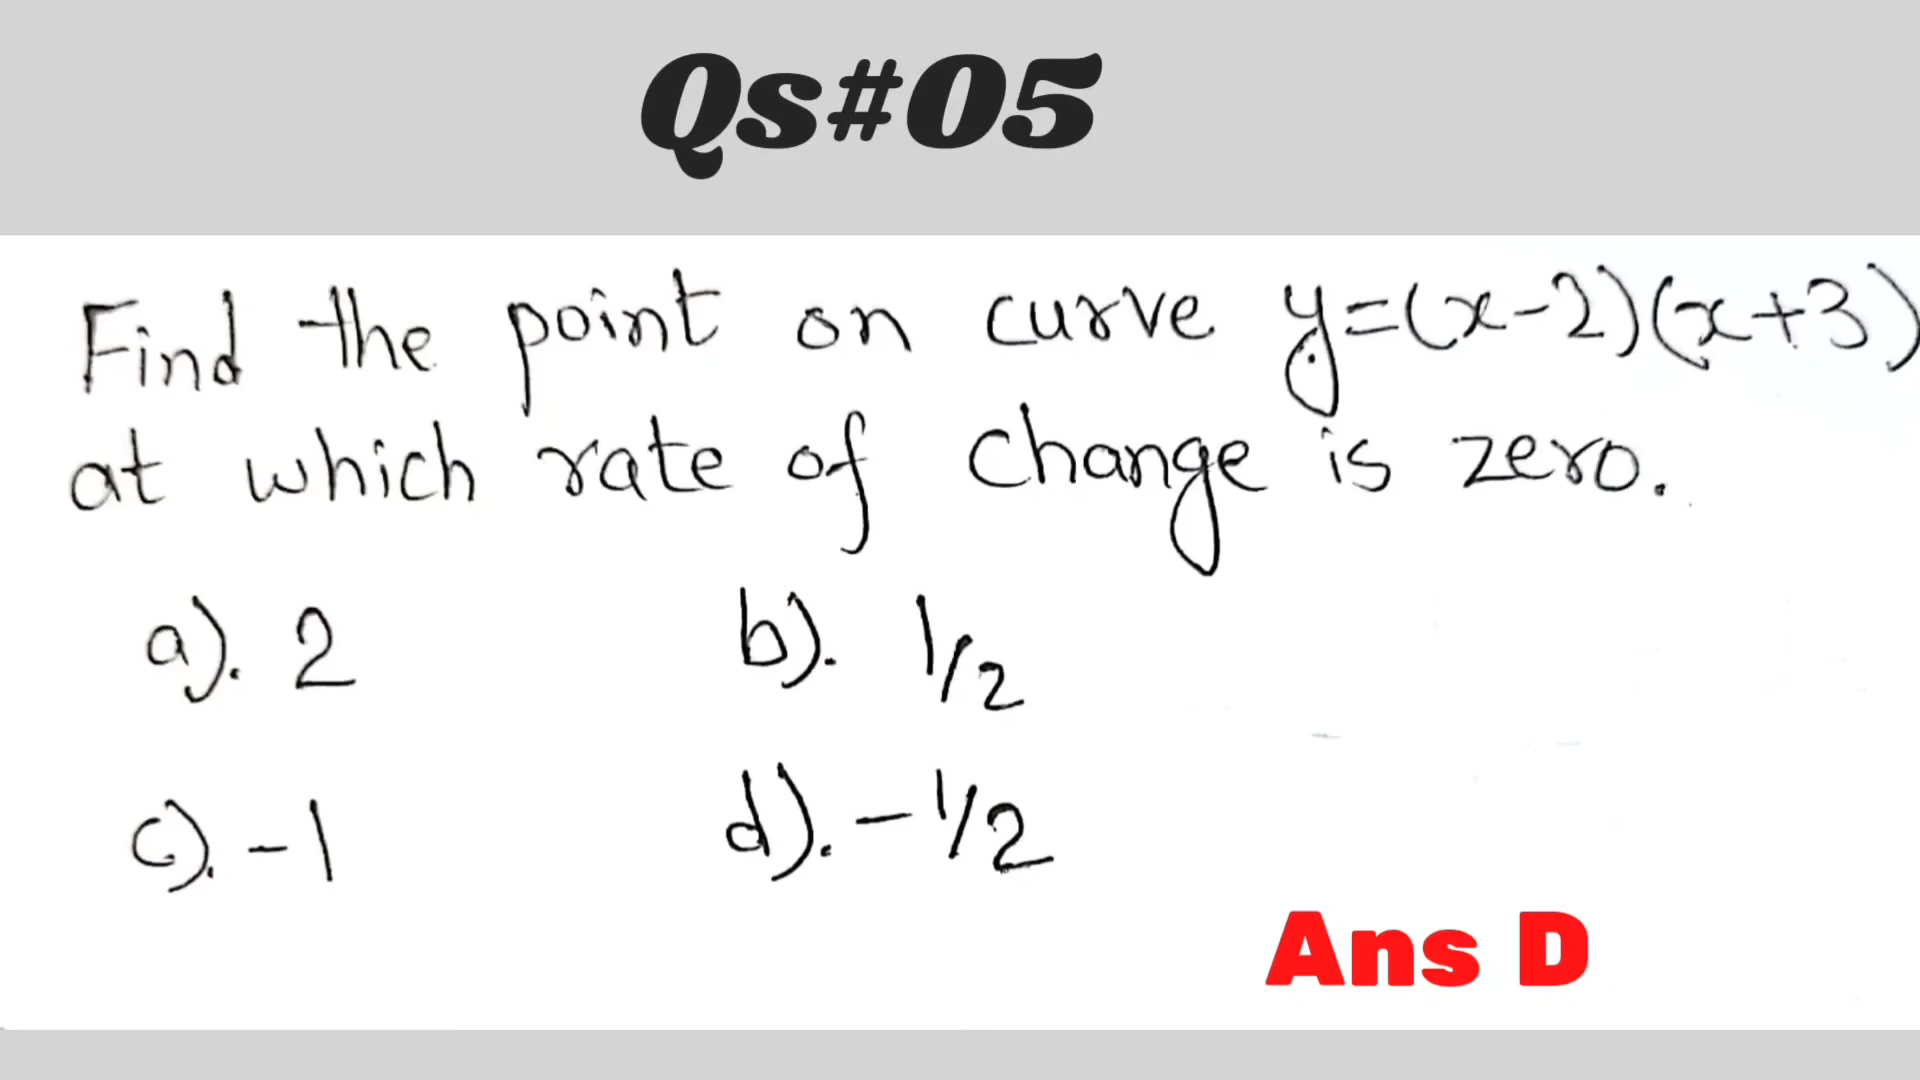 Qs#05
Find the point on curve y=(x-2)(x+3)
at which rate of change is zero.
a). 2 b). 1/2
c). -1 d). -1/2
Ans D